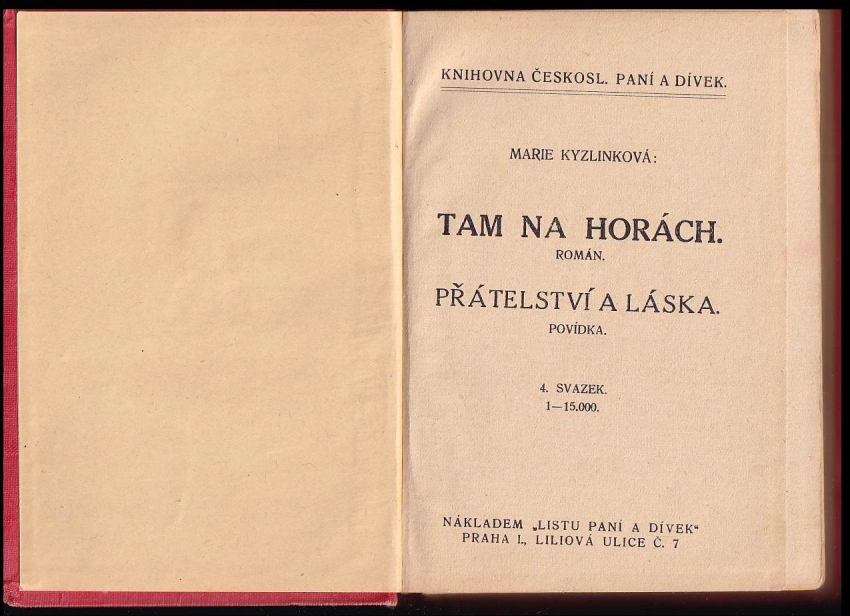 KNIHOVNA ČESKOSL. PANÍ A DÍVEK.
MARIE KYZLINKOVÁ:
TAM NA HORÁCH.
ROMÁN.
PŘÁTELSTVÍ A LÁSKA.
POVÍDKA.
4. SVAZEK.
1—15.000.
NÁKLADEM „LISTU PANÍ A DÍVEK“
PRAHA I., LILIOVÁ ULICE Č. 7